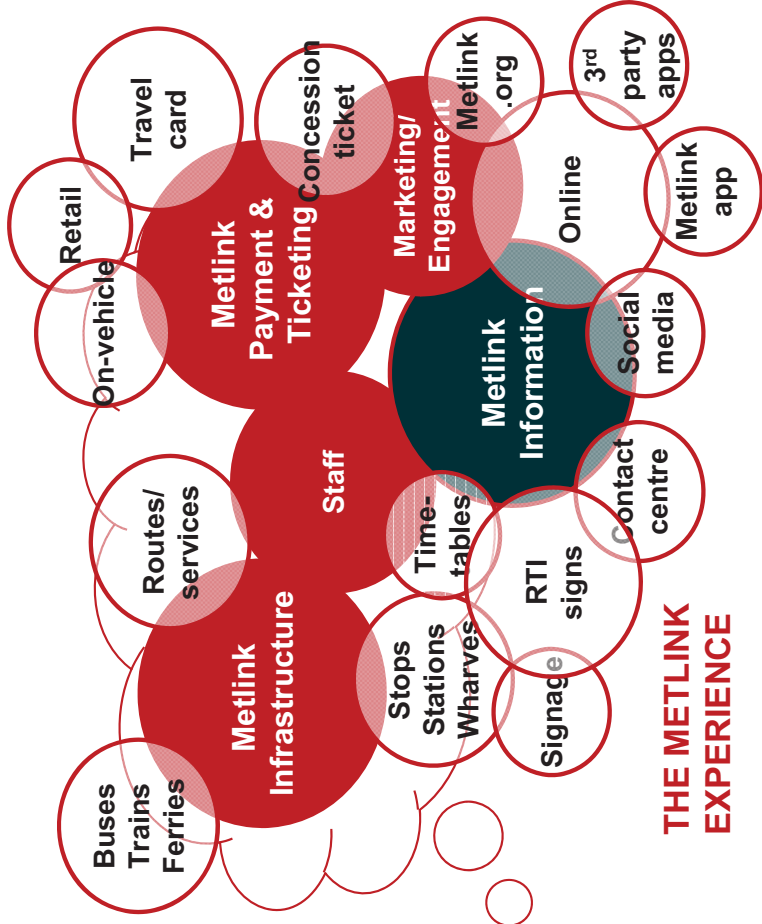 Buses
Trains
Ferries
Routes/
services
On-vehicle
Retail
Travel
card
Metlink
Infrastructure
Staff
Metlink
Payment &
Ticketing
Concession
ticket
Stops
Stations
Wharves
Time-
tables
Metlink
Information
Marketing/
Engagement
Metlink
.org
Signage
RTI
signs
Contact
centre
Social
media
Online
Metlink
app
3rd
party
apps
THE METLINK
EXPERIENCE